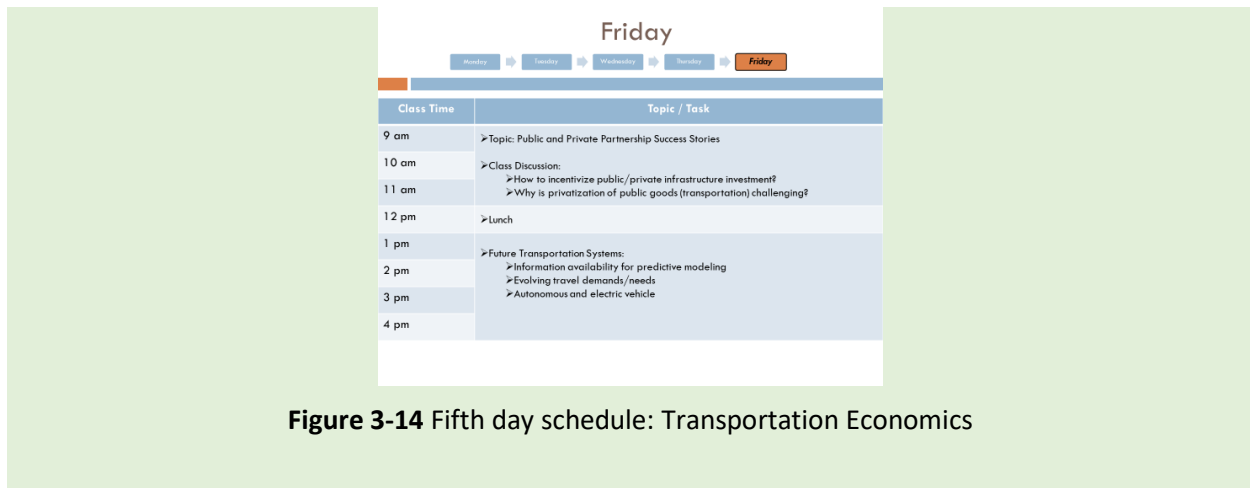 Friday
Monday Tuesday Wednesday Thursday Friday
Class Time Topic / Task
9 am
➢Topic: Public and Private Partnership Success Stories
10 am
➢Class Discussion:
➢How to incentivize public/private infrastructure investment?
11 am
➢Why is privatization of public goods (transportation) challenging?
12 pm
➢Lunch
1 pm
➢Future Transportation Systems:
➢Information availability for predictive modeling
2 pm
➢Evolving travel demands/needs
➢Autonomous and electric vehicle
3 pm
4 pm
Figure 3-14 Fifth day schedule: Transportation Economics